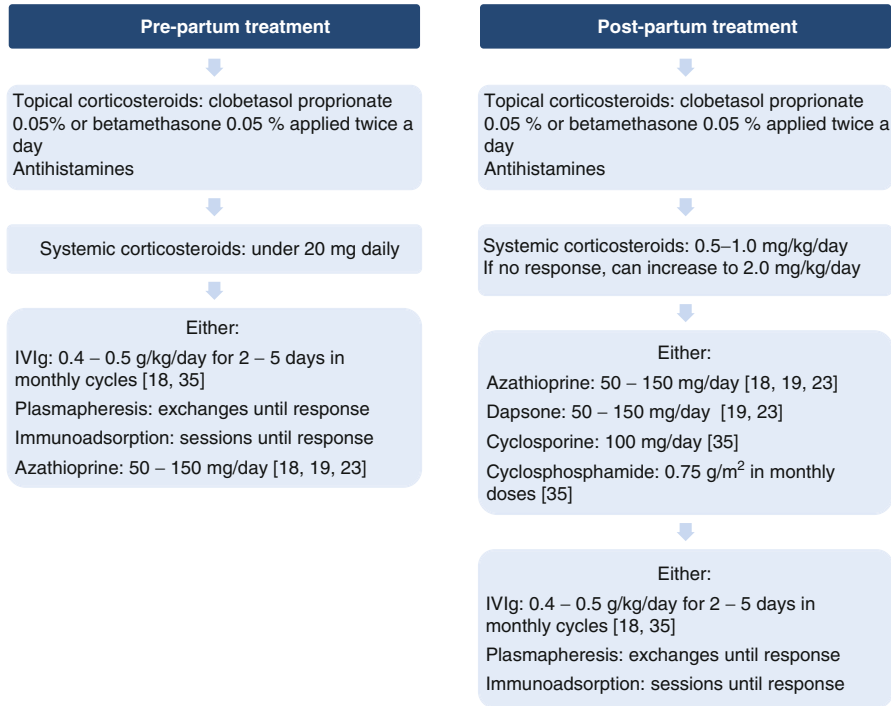 Pre-partum treatment
Topical corticosteroids: clobetasol proprionate
0.05% or betamethasone 0.05 % applied twice a
day
Antihistamines
Systemic corticosteroids: under 20 mg daily
Either:
IVIg: 0.4 – 0.5 g/kg/day for 2 – 5 days in
monthly cycles [18, 35]
Plasmapheresis: exchanges until response
Immunoadsorption: sessions until response
Azathioprine: 50 – 150 mg/day [18, 19, 23]
Post-partum treatment
Topical corticosteroids: clobetasol proprionate
0.05 % or betamethasone 0.05 % applied twice a
day
Antihistamines
Systemic corticosteroids: 0.5–1.0 mg/kg/day
If no response, can increase to 2.0 mg/kg/day
Either:
Azathioprine: 50 – 150 mg/day [18, 19, 23]
Dapsone: 50 – 150 mg/day [19, 23]
Cyclosporine: 100 mg/day [35]
Cyclosphosphamide: 0.75 g/m² in monthly
doses [35]
Either:
IVIg: 0.4 – 0.5 g/kg/day for 2 – 5 days in
monthly cycles [18, 35]
Plasmapheresis: exchanges until response
Immunoadsorption: sessions until response